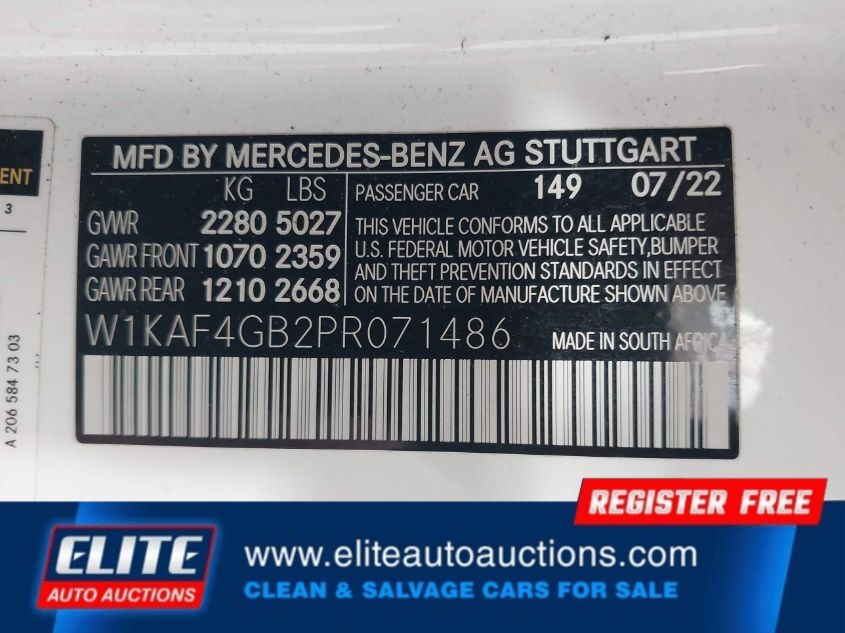 ENT
3
A 206 584 73 03
MFD BY MERCEDES-BENZ AG STUTTGART
KG LBS
PASSENGER CAR 149 07/22
GVWR 2280 5027
GAWR FRONT 1070 2359
GAWR REAR 1210 2668
THIS VEHICLE CONFORMS TO ALL APPLICABLE
U.S. FEDERAL MOTOR VEHICLE SAFETY,BUMPER
AND THEFT PREVENTION STANDARDS IN EFFECT
ON THE DATE OF MANUFACTURE SHOWN ABOVE
W1KAF4GB2PR071486
MADE IN SOUTH AFRICA
REGISTER FREE
ELITE
AUTO AUCTIONS
www.eliteautoauctions.com
CLEAN & SALVAGE CARS FOR SALE